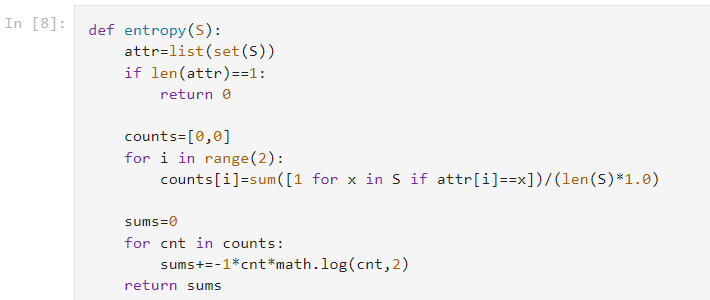 In [8]:
def entropy(S):
    attr=list(set(S))
    if len(attr)==1:
        return 0

    counts=[0,0]
    for i in range(2):
        counts[i]=sum([1 for x in S if attr[i]==x])/(len(S)*1.0)

    sums=0
    for cnt in counts:
        sums+=-1*cnt*math.log(cnt,2)
    return sums